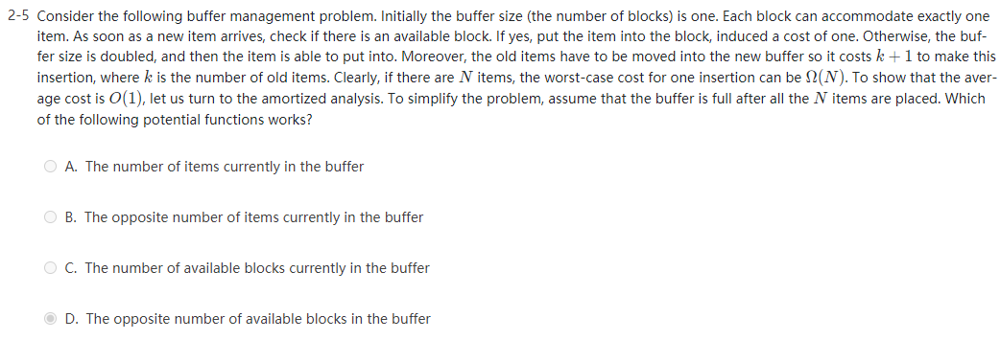 2-5 Consider the following buffer management problem. Initially the buffer size (the number of blocks) is one. Each block can accommodate exactly one
item. As soon as a new item arrives, check if there is an available block. If yes, put the item into the block, induced a cost of one. Otherwise, the buf-
fer size is doubled, and then the item is able to put into. Moreover, the old items have to be moved into the new buffer so it costs k + 1 to make this
insertion, where k is the number of old items. Clearly, if there are N items, the worst-case cost for one insertion can be Ω(N). To show that the aver-
age cost is O(1), let us turn to the amortized analysis. To simplify the problem, assume that the buffer is full after all the N items are placed. Which
of the following potential functions works?
A. The number of items currently in the buffer
B. The opposite number of items currently in the buffer
C. The number of available blocks currently in the buffer
D. The opposite number of available blocks in the buffer